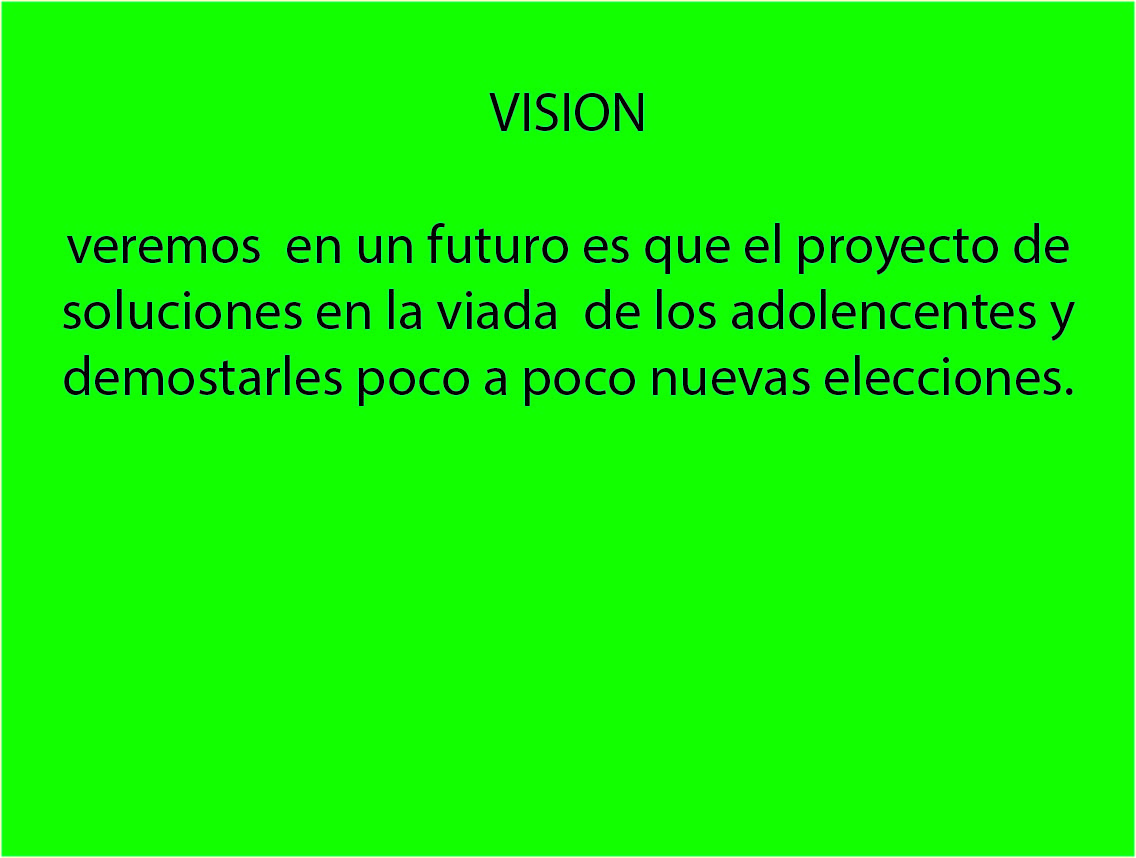 VISION
veremos  en un futuro es que el proyecto de
soluciones en la viada  de los adolencentes y
demostarles poco a poco nuevas elecciones.